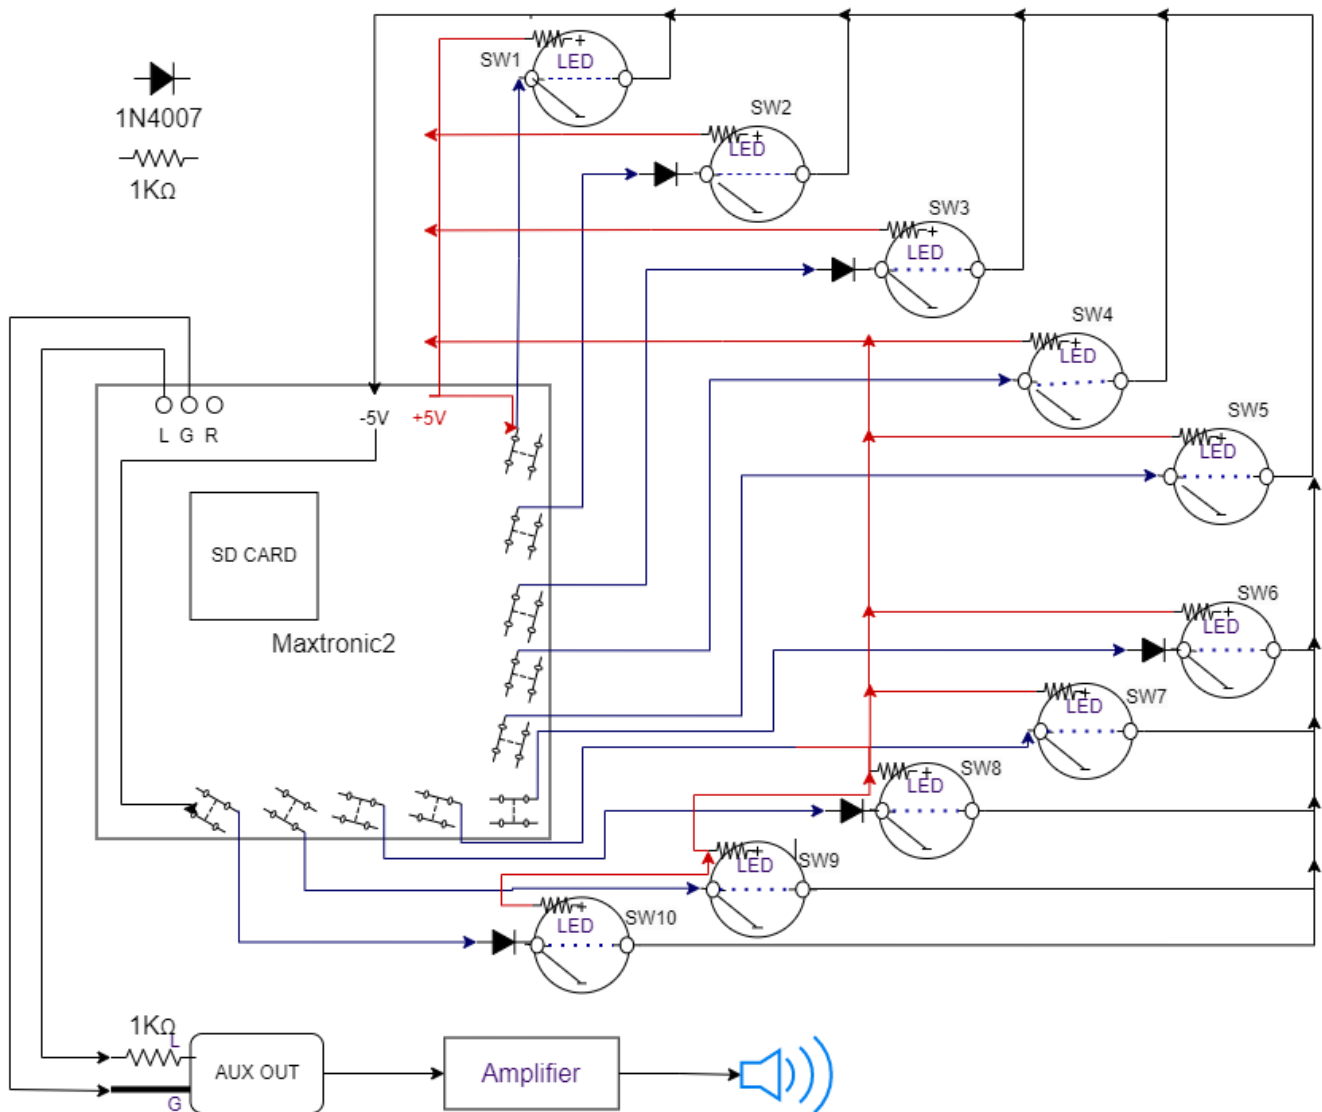 +
SW1
LED
1N4007
SW2
+
LED
1KΩ
SW3
+
LED
SW4
+
LED
-5V
+5V
L G R
SW5
+
LED
SD CARD
Maxtronic2
SW6
+
LED
+
LED
SW7
SW8
+
LED
+
LED
SW9
+
LED
SW10
1KΩ
L
AUX OUT
Amplifier
G